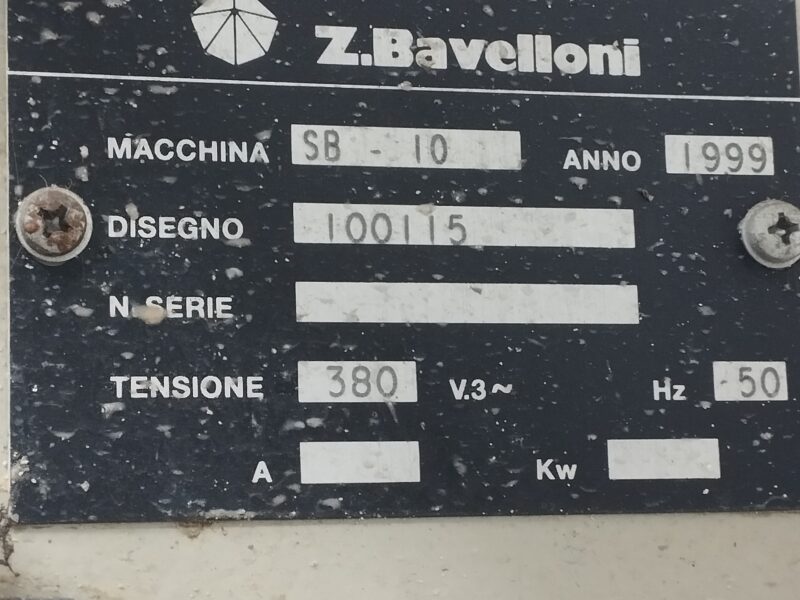 Z.Bavelloni
MACCHINA SB - 10 ANNO 1999
DISEGNO 100115
N. SERIE
TENSIONE 380 V.3~ Hz 50
A Kw